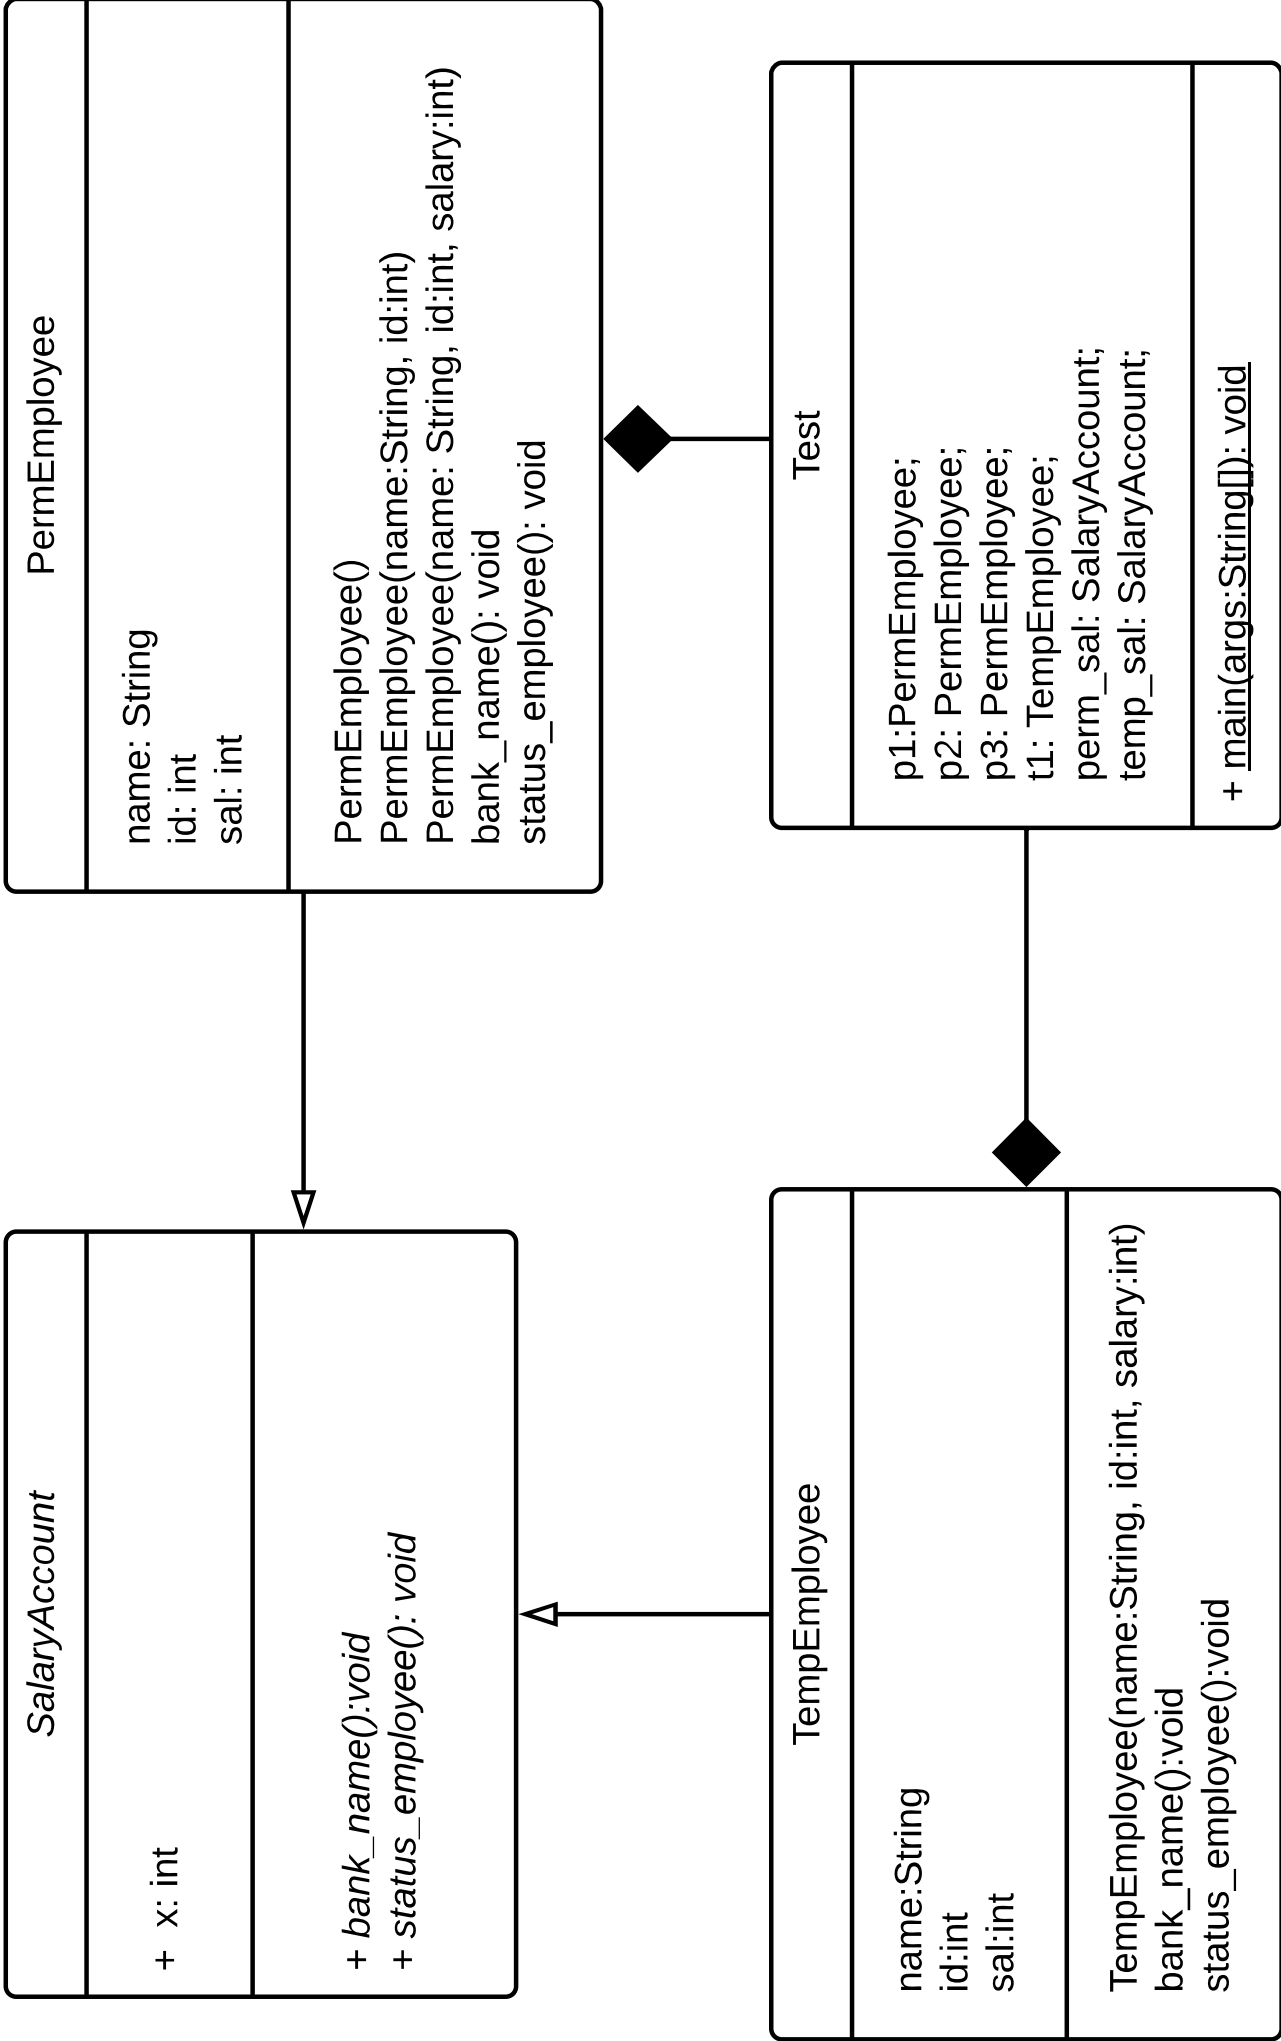 SalaryAccount
+ x: int
+ bank_name():void
+ status_employee(): void
PermEmployee
name: String
id: int
sal: int
PermEmployee()
PermEmployee(name:String, id:int)
PermEmployee(name: String, id:int, salary:int)
bank_name(): void
status_employee(): void
TempEmployee
name:String
id:int
sal:int
TempEmployee(name:String, id:int, salary:int)
bank_name():void
status_employee():void
Test
p1:PermEmployee;
p2: PermEmployee;
p3: PermEmployee;
t1: TempEmployee;
perm_sal: SalaryAccount;
temp_sal: SalaryAccount;
+ main(args:String[]): void